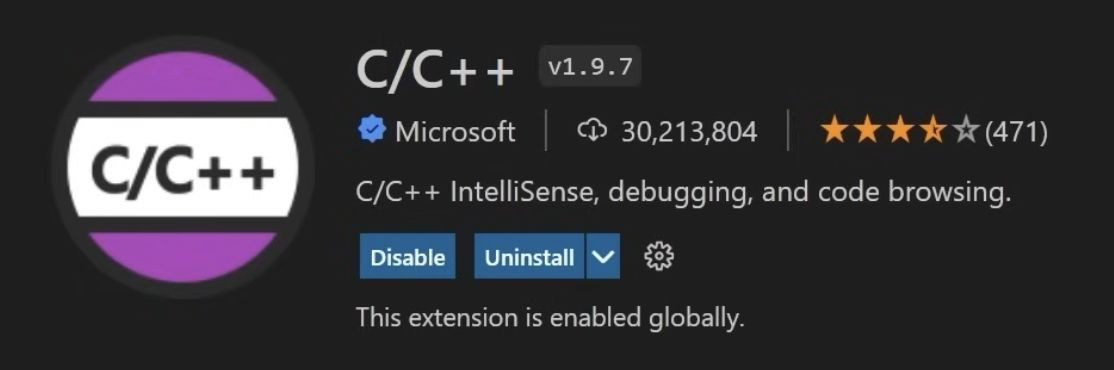 C/C++
C/C++ v1.9.7
Microsoft | 30,213,804 | (471)
C/C++ IntelliSense, debugging, and code browsing.
Disable Uninstall
This extension is enabled globally.